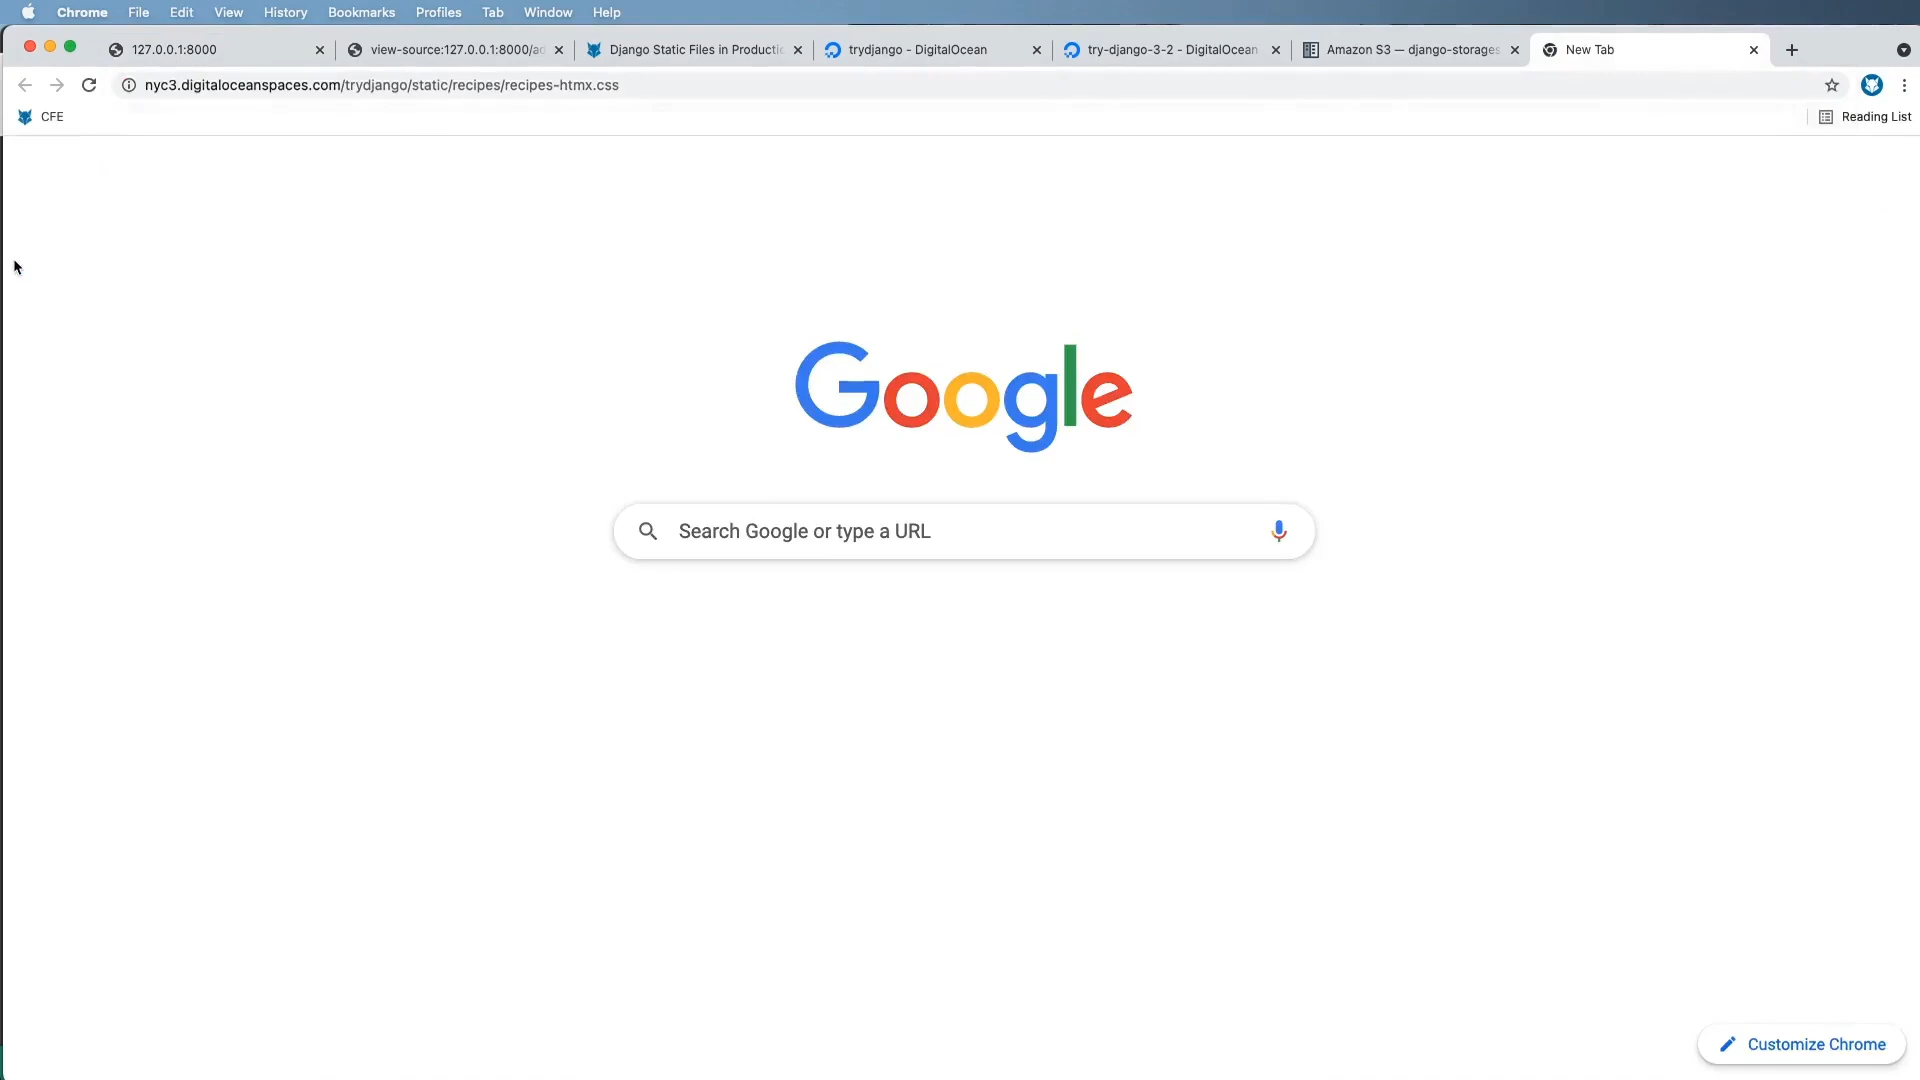 Chrome File Edit View History Bookmarks Profiles Tab Window Help
127.0.0.1:8000 view-source:127.0.0.1:8000/ad Django Static Files in Producti trydjango - DigitalOcean try-django-3-2 - DigitalOcean Amazon S3 — django-storages New Tab
nyc3.digitaloceanspaces.com/trydjango/static/recipes/recipes-htmx.css
CFE Reading List
Google
Search Google or type a URL
Customize Chrome